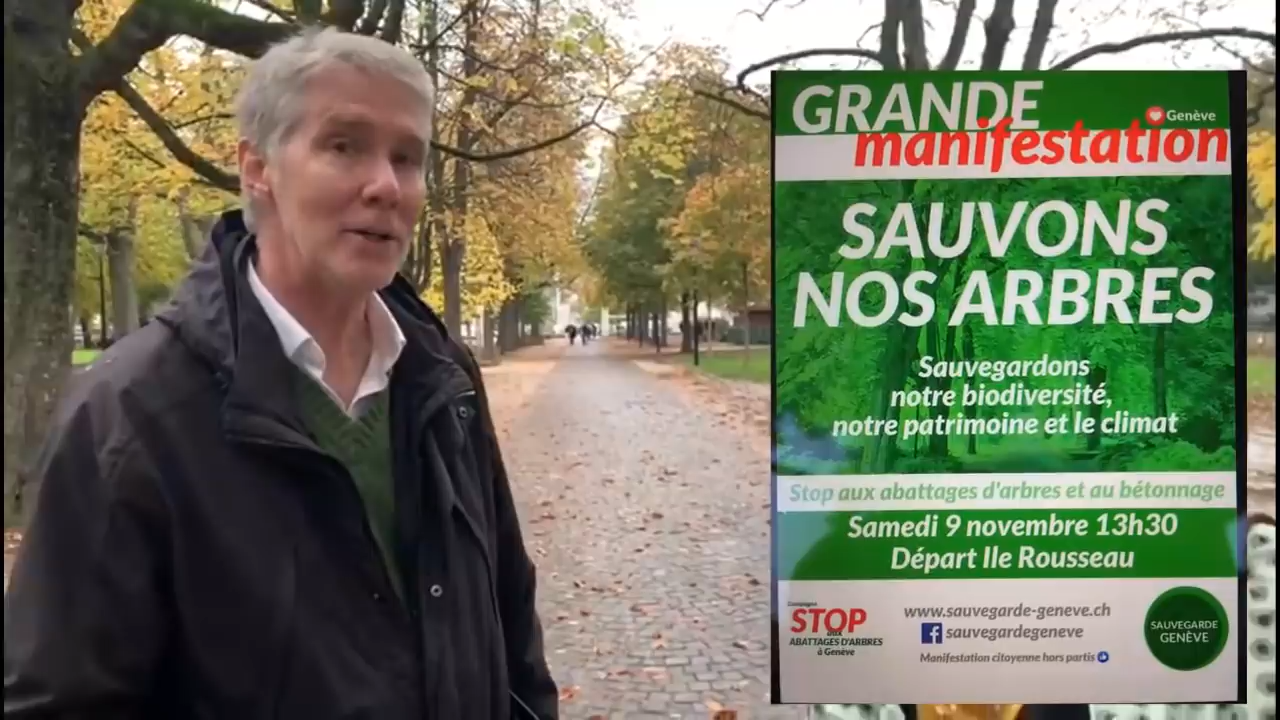 GRANDE
Genève
manifestation
SAUVONS
NOS ARBRES
Sauvegardons
notre biodiversité,
notre patrimoine et le climat
Stop aux abattages d'arbres et au bétonnage
Samedi 9 novembre 13h30
Départ Ile Rousseau
Campagne
STOP
aux
ABATTAGES D'ARBRES
à Genève
www.sauvegarde-geneve.ch
sauvegardegeneve
Manifestation citoyenne hors partis
SAUVEGARDE
GENÈVE